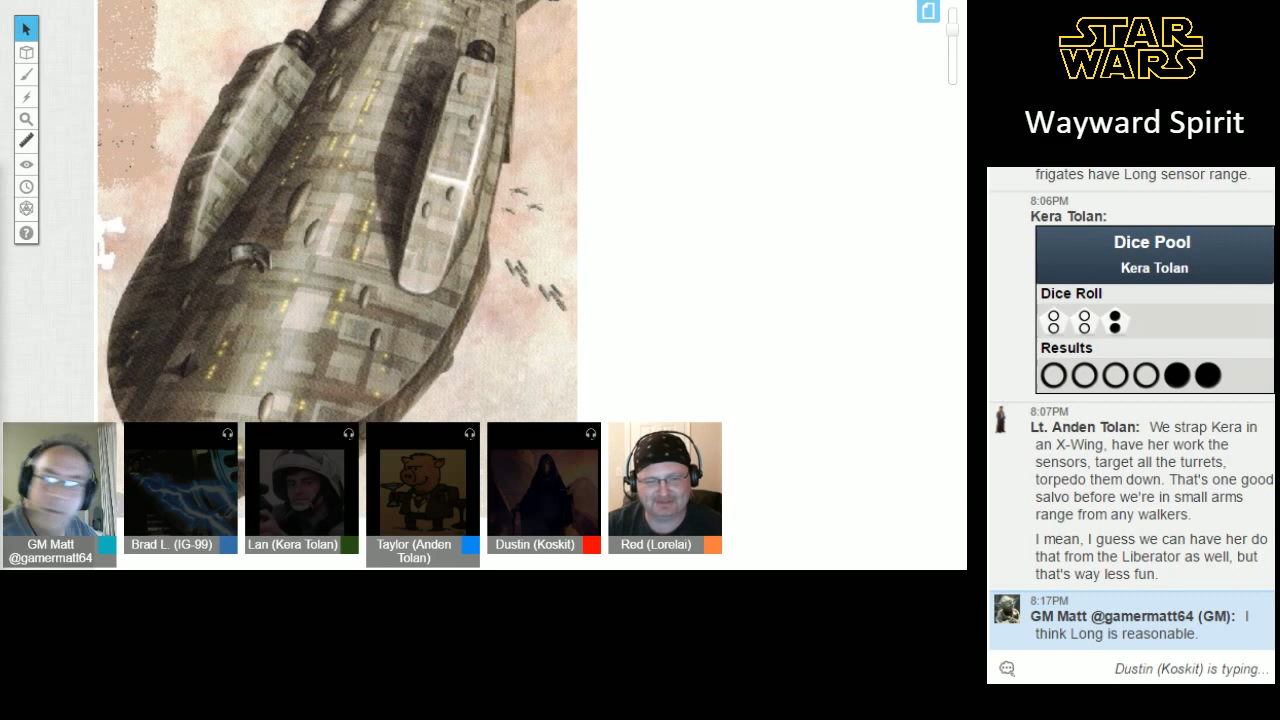 STAR
WARS
Wayward Spirit
frigates have Long sensor range.
8:06PM
Kera Tolan:
Dice Pool
Kera Tolan
Dice Roll
Results
8:07PM
Lt. Anden Tolan: We strap Kera in
an X-Wing, have her work the
sensors, target all the turrets,
torpedo them down. That's one good
salvo before we're in small arms
range from any walkers.
I mean, I guess we can have her do
that from the Liberator as well, but
that's way less fun.
8:17PM
GM Matt @gamermatt64 (GM): I
think Long is reasonable.
Dustin (Koskit) is typing...
GM Matt
@gamermatt64
Brad L. (IG-99)
Lan (Kera Tolan)
Taylor (Anden
Tolan)
Dustin (Koskit)
Red (Lorelai)
?